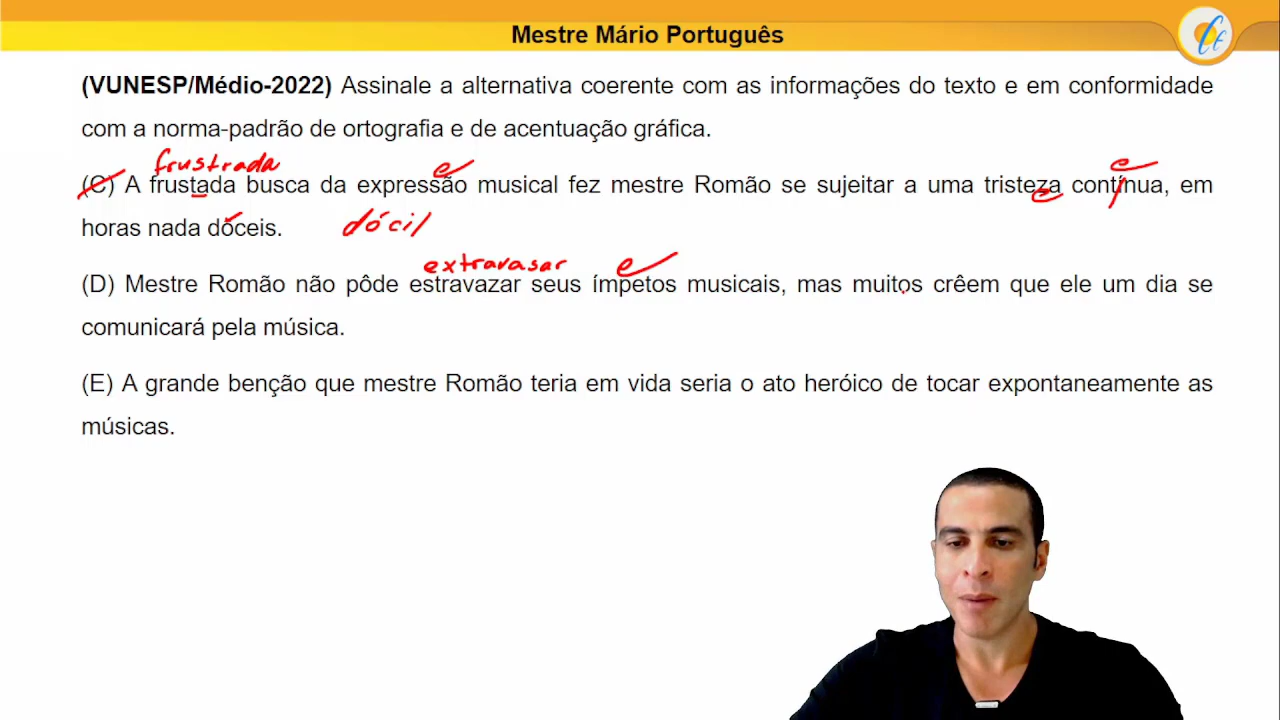 Mestre Mário Português
(VUNESP/Médio-2022) Assinale a alternativa coerente com as informações do texto e em conformidade
com a norma-padrão de ortografia e de acentuação gráfica.
frustrada
(C) A frustada busca da expressão musical fez mestre Romão se sujeitar a uma tristeza contínua, em
horas nada dóceis. dócil
extravasar
(D) Mestre Romão não pôde estravazar seus ímpetos musicais, mas muitos crêem que ele um dia se
comunicará pela música.
(E) A grande benção que mestre Romão teria em vida seria o ato heróico de tocar expontaneamente as
músicas.